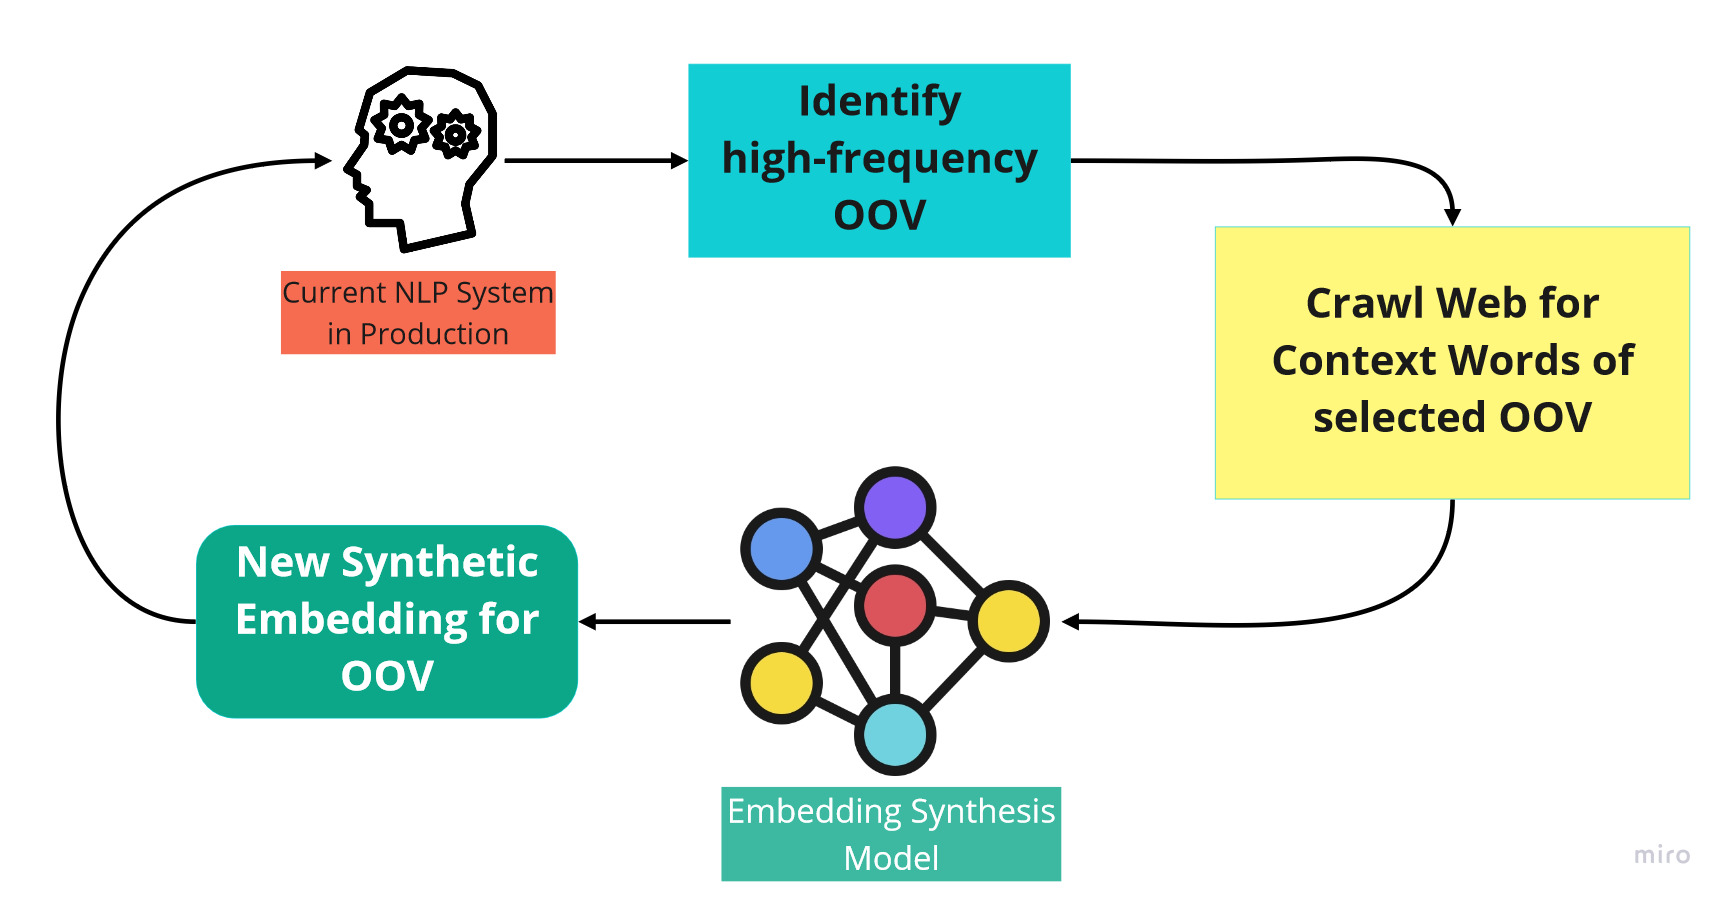 Identify
high-frequency
OOV
Current NLP System
in Production
Crawl Web for
Context Words of
selected OOV
New Synthetic
Embedding for
OOV
Embedding Synthesis
Model
miro